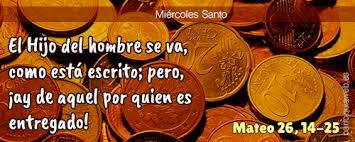 Miércoles Santo
El Hijo del hombre se va,
como está escrito; pero,
¡ay de aquel por quien es
entregado!
Mateo 26, 14-25